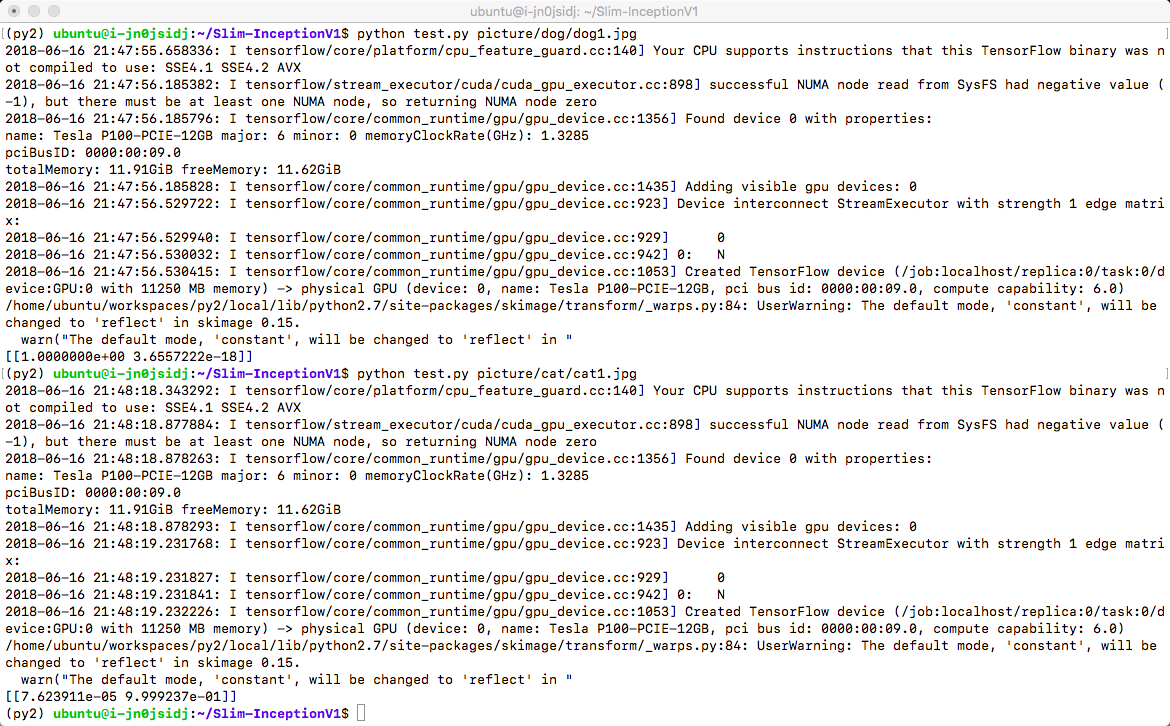 ubuntu@i-jn0jsidj: ~/Slim-InceptionV1
[(py2) ubuntu@i-jn0jsidj:~/Slim-InceptionV1$ python test.py picture/dog/dog1.jpg ]
2018-06-16 21:47:55.658336: I tensorflow/core/platform/cpu_feature_guard.cc:140] Your CPU supports instructions that this TensorFlow binary was n
ot compiled to use: SSE4.1 SSE4.2 AVX
2018-06-16 21:47:56.185382: I tensorflow/stream_executor/cuda/cuda_gpu_executor.cc:898] successful NUMA node read from SysFS had negative value (
-1), but there must be at least one NUMA node, so returning NUMA node zero
2018-06-16 21:47:56.185796: I tensorflow/core/common_runtime/gpu/gpu_device.cc:1356] Found device 0 with properties:
name: Tesla P100-PCIE-12GB major: 6 minor: 0 memoryClockRate(GHz): 1.3285
pciBusID: 0000:00:09.0
totalMemory: 11.91GiB freeMemory: 11.62GiB
2018-06-16 21:47:56.185828: I tensorflow/core/common_runtime/gpu/gpu_device.cc:1435] Adding visible gpu devices: 0
2018-06-16 21:47:56.529722: I tensorflow/core/common_runtime/gpu/gpu_device.cc:923] Device interconnect StreamExecutor with strength 1 edge matri
x:
2018-06-16 21:47:56.529940: I tensorflow/core/common_runtime/gpu/gpu_device.cc:929]      0
2018-06-16 21:47:56.530032: I tensorflow/core/common_runtime/gpu/gpu_device.cc:942] 0:   N
2018-06-16 21:47:56.530415: I tensorflow/core/common_runtime/gpu/gpu_device.cc:1053] Created TensorFlow device (/job:localhost/replica:0/task:0/d
evice:GPU:0 with 11250 MB memory) -> physical GPU (device: 0, name: Tesla P100-PCIE-12GB, pci bus id: 0000:00:09.0, compute capability: 6.0)
/home/ubuntu/workspaces/py2/local/lib/python2.7/site-packages/skimage/transform/_warps.py:84: UserWarning: The default mode, 'constant', will be
changed to 'reflect' in skimage 0.15.
  warn("The default mode, 'constant', will be changed to 'reflect' in "
[[1.0000000e+00 3.6557222e-18]]
[(py2) ubuntu@i-jn0jsidj:~/Slim-InceptionV1$ python test.py picture/cat/cat1.jpg ]
2018-06-16 21:48:18.343292: I tensorflow/core/platform/cpu_feature_guard.cc:140] Your CPU supports instructions that this TensorFlow binary was n
ot compiled to use: SSE4.1 SSE4.2 AVX
2018-06-16 21:48:18.877884: I tensorflow/stream_executor/cuda/cuda_gpu_executor.cc:898] successful NUMA node read from SysFS had negative value (
-1), but there must be at least one NUMA node, so returning NUMA node zero
2018-06-16 21:48:18.878263: I tensorflow/core/common_runtime/gpu/gpu_device.cc:1356] Found device 0 with properties:
name: Tesla P100-PCIE-12GB major: 6 minor: 0 memoryClockRate(GHz): 1.3285
pciBusID: 0000:00:09.0
totalMemory: 11.91GiB freeMemory: 11.62GiB
2018-06-16 21:48:18.878293: I tensorflow/core/common_runtime/gpu/gpu_device.cc:1435] Adding visible gpu devices: 0
2018-06-16 21:48:19.231768: I tensorflow/core/common_runtime/gpu/gpu_device.cc:923] Device interconnect StreamExecutor with strength 1 edge matri
x:
2018-06-16 21:48:19.231827: I tensorflow/core/common_runtime/gpu/gpu_device.cc:929]      0
2018-06-16 21:48:19.231841: I tensorflow/core/common_runtime/gpu/gpu_device.cc:942] 0:   N
2018-06-16 21:48:19.232226: I tensorflow/core/common_runtime/gpu/gpu_device.cc:1053] Created TensorFlow device (/job:localhost/replica:0/task:0/d
evice:GPU:0 with 11250 MB memory) -> physical GPU (device: 0, name: Tesla P100-PCIE-12GB, pci bus id: 0000:00:09.0, compute capability: 6.0)
/home/ubuntu/workspaces/py2/local/lib/python2.7/site-packages/skimage/transform/_warps.py:84: UserWarning: The default mode, 'constant', will be
changed to 'reflect' in skimage 0.15.
  warn("The default mode, 'constant', will be changed to 'reflect' in "
[[7.623911e-05 9.999237e-01]]
(py2) ubuntu@i-jn0jsidj:~/Slim-InceptionV1$